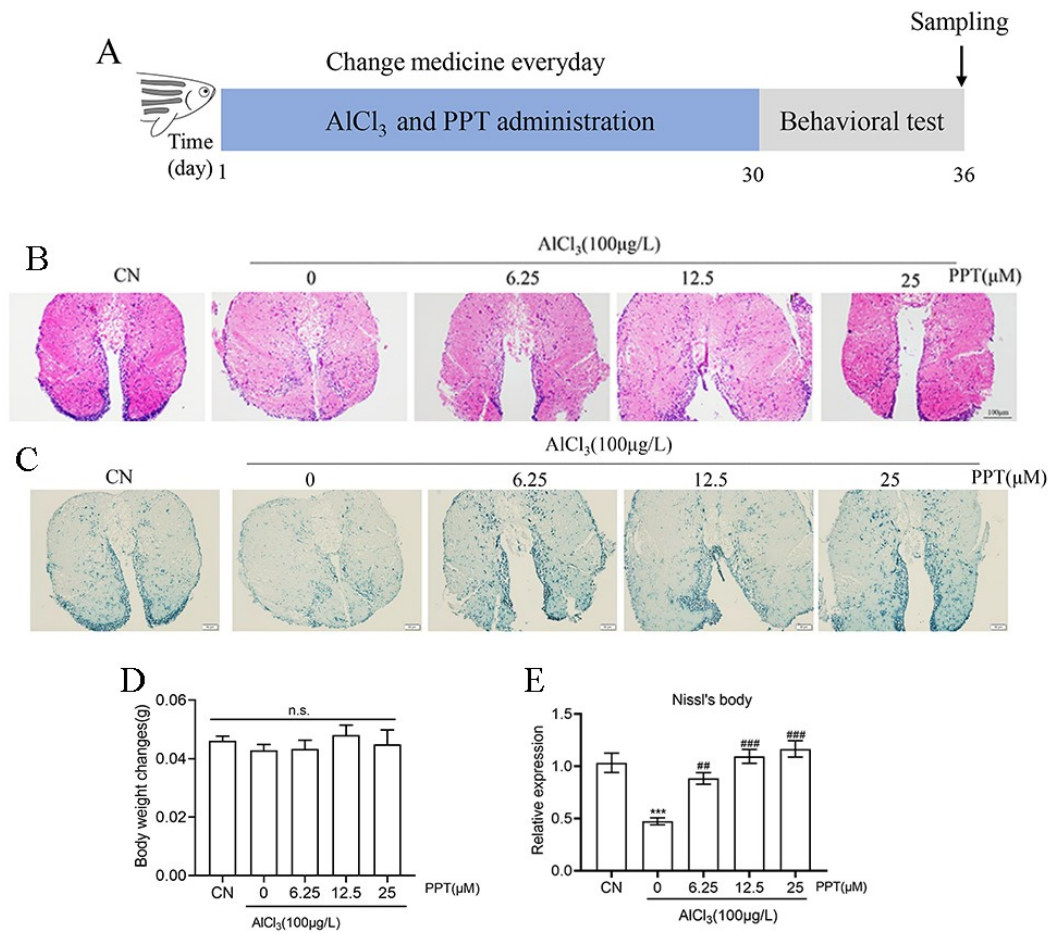 A
Sampling
Change medicine everyday
AlCl₃ and PPT administration
Behavioral test
Time
(day)
1
30
36
B
AlCl₃(100μg/L)
CN
0
6.25
12.5
25
PPT(μM)
100μm
C
AlCl₃(100μg/L)
CN
0
6.25
12.5
25
PPT(μM)
D
Body weight changes(g)
0.06
0.04
0.02
0.00
n.s.
CN
0
6.25
12.5
25
PPT(μM)
AlCl₃(100μg/L)
E
Nissl's body
Relative expression
1.5
1.0
0.5
0.0
***
##
###
###
CN
0
6.25
12.5
25
PPT(μM)
AlCl₃(100μg/L)